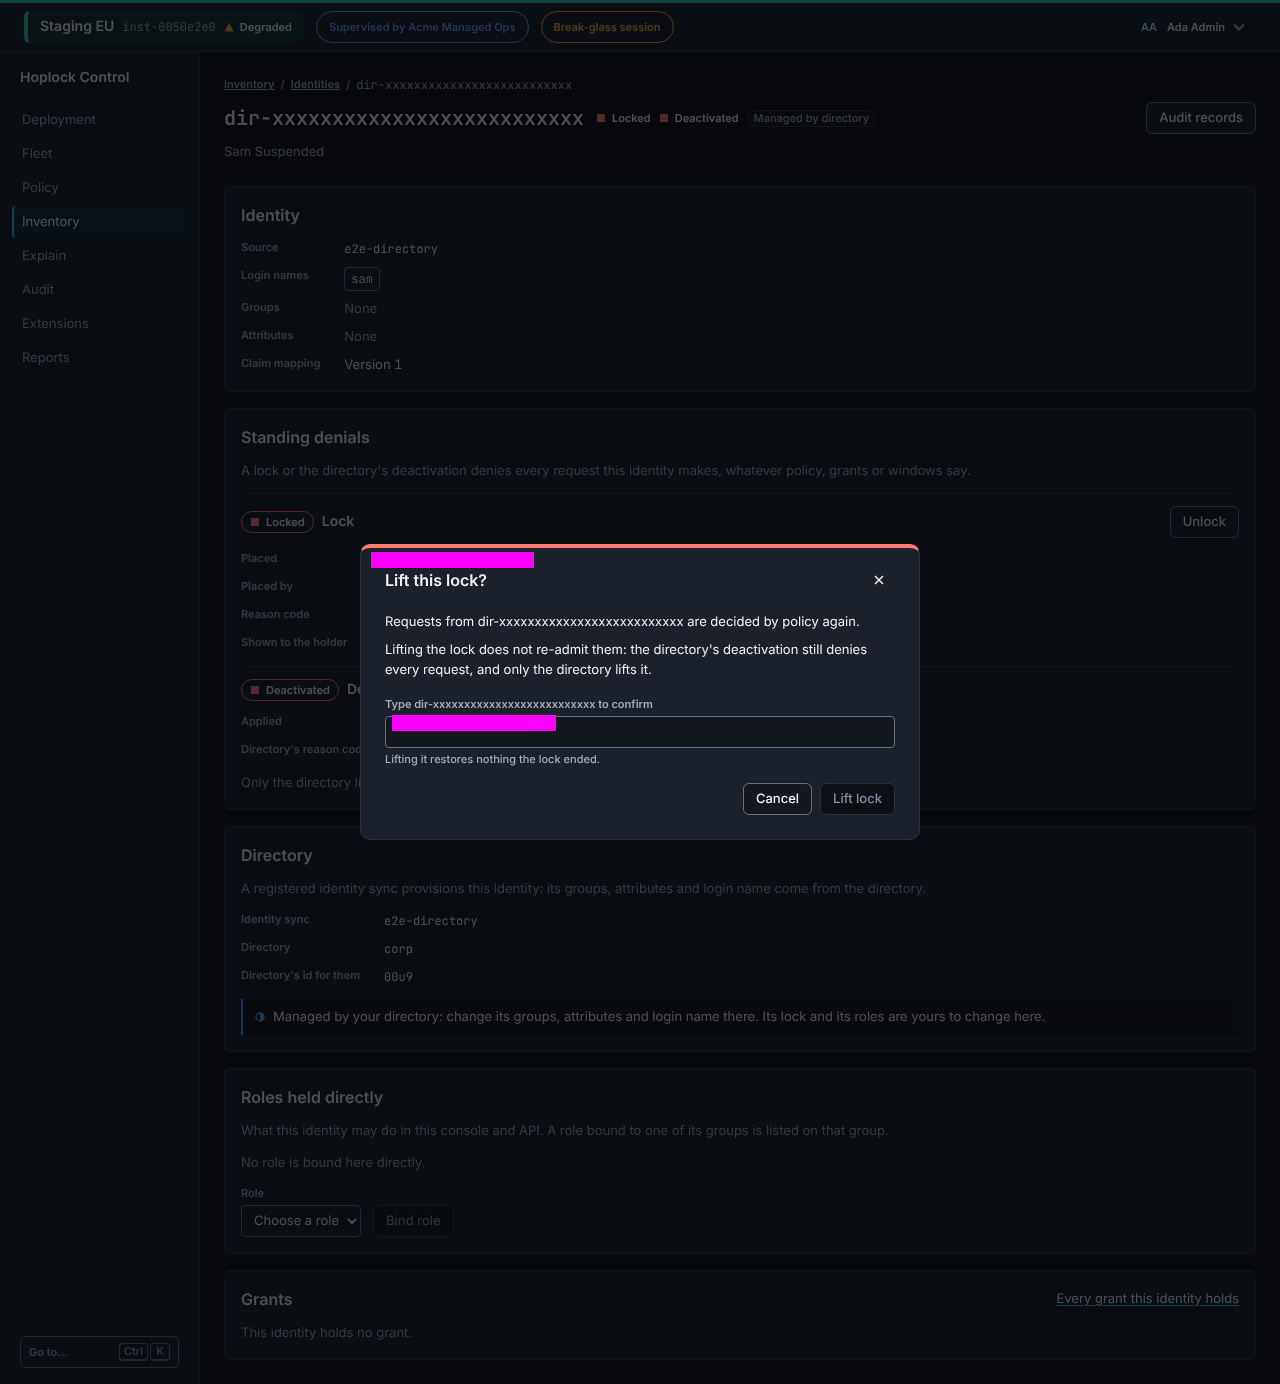 Staging EU inst-0050e2e0 Degraded Supervised by Acme Managed Ops Break-glass session AA Ada Admin
Hoplock Control
Deployment
Fleet
Policy
Inventory
Explain
Audit
Extensions
Reports
Go to... Ctrl K
Inventory / Identities / dir-xxxxxxxxxxxxxxxxxxxxxxxxxx
dir-xxxxxxxxxxxxxxxxxxxxxxxxxx Locked Deactivated Managed by directory Audit records
Sam Suspended
Identity
Source e2e-directory
Login names sam
Groups None
Attributes None
Claim mapping Version 1
Standing denials
A lock or the directory's deactivation denies every request this identity makes, whatever policy, grants or windows say.
Locked Lock Unlock
Placed
Placed by
Reason code
Shown to the holder
Deactivated
Applied
Directory's reason
Only the directory
Lift this lock?
Requests from dir-xxxxxxxxxxxxxxxxxxxxxxxxxx are decided by policy again.
Lifting the lock does not re-admit them: the directory's deactivation still denies
every request, and only the directory lifts it.
Type dir-xxxxxxxxxxxxxxxxxxxxxxxxxx to confirm
Lifting it restores nothing the lock ended.
Cancel Lift lock
Directory
A registered identity sync provisions this identity: its groups, attributes and login name come from the directory.
Identity sync e2e-directory
Directory corp
Directory's id for them 00u9
Managed by your directory: change its groups, attributes and login name there. Its lock and its roles are yours to change here.
Roles held directly
What this identity may do in this console and API. A role bound to one of its groups is listed on that group.
No role is bound here directly.
Role
Choose a role Bind role
Grants Every grant this identity holds
This identity holds no grant.